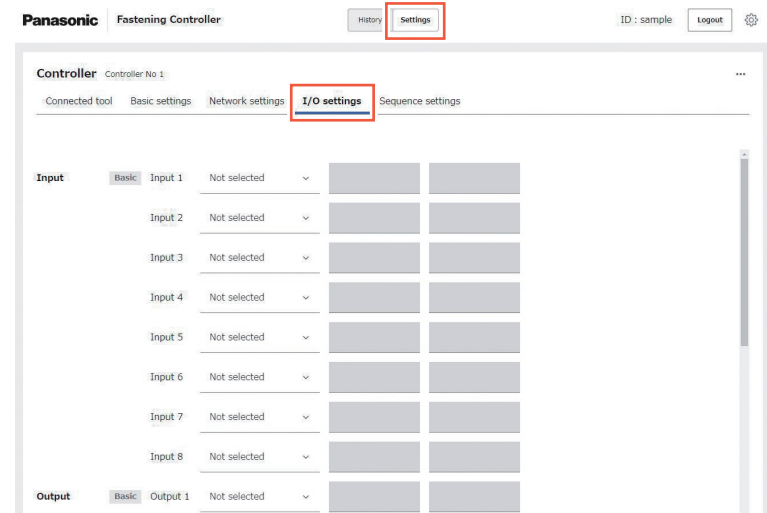 Panasonic Fastening Controller History Settings ID : sample Logout
Controller Controller No 1
Connected tool Basic settings Network settings I/O settings Sequence settings
Input Basic Input 1 Not selected
Input 2 Not selected
Input 3 Not selected
Input 4 Not selected
Input 5 Not selected
Input 6 Not selected
Input 7 Not selected
Input 8 Not selected
Output Basic Output 1 Not selected